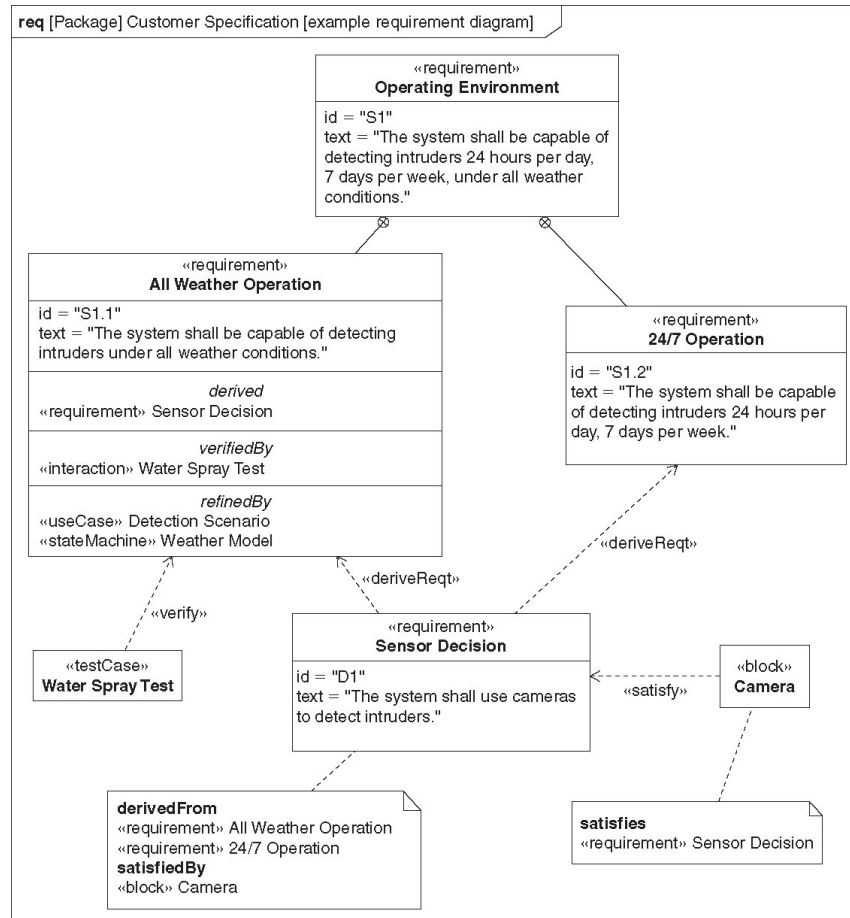 req [Package] Customer Specification [example requirement diagram]
«requirement»
Operating Environment
id = "S1"
text = "The system shall be capable of
detecting intruders 24 hours per day,
7 days per week, under all weather
conditions."
«requirement»
All Weather Operation
id = "S1.1"
text = "The system shall be capable of detecting
intruders under all weather conditions."
derived
«requirement» Sensor Decision
verifiedBy
«interaction» Water Spray Test
refinedBy
«useCase» Detection Scenario
«stateMachine» Weather Model
«requirement»
24/7 Operation
id = "S1.2"
text = "The system shall be capable
of detecting intruders 24 hours per
day, 7 days per week."
«deriveReqt»
«deriveReqt»
«verify»
«testCase»
Water Spray Test
«requirement»
Sensor Decision
id = "D1"
text = "The system shall use cameras
to detect intruders."
«satisfy»
«block»
Camera
derivedFrom
«requirement» All Weather Operation
«requirement» 24/7 Operation
satisfiedBy
«block» Camera
satisfies
«requirement» Sensor Decision